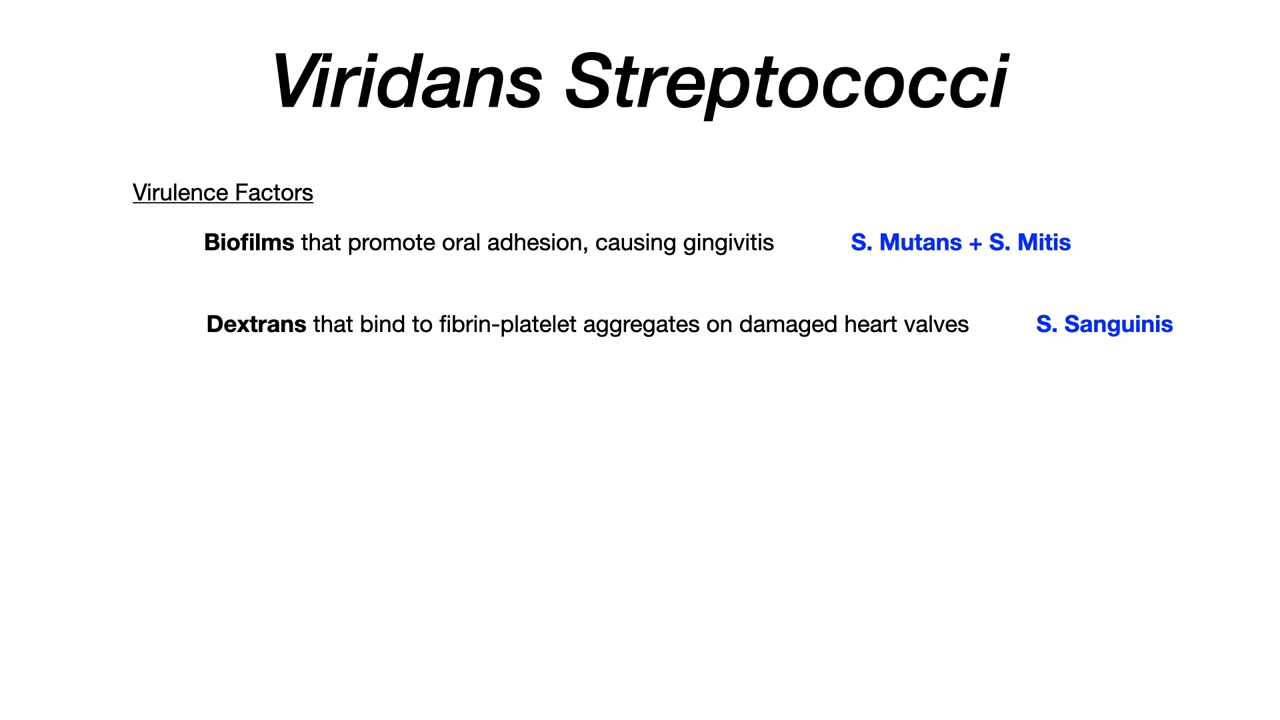 Viridans Streptococci
Virulence Factors
Biofilms that promote oral adhesion, causing gingivitis S. Mutans + S. Mitis
Dextrans that bind to fibrin-platelet aggregates on damaged heart valves S. Sanguinis